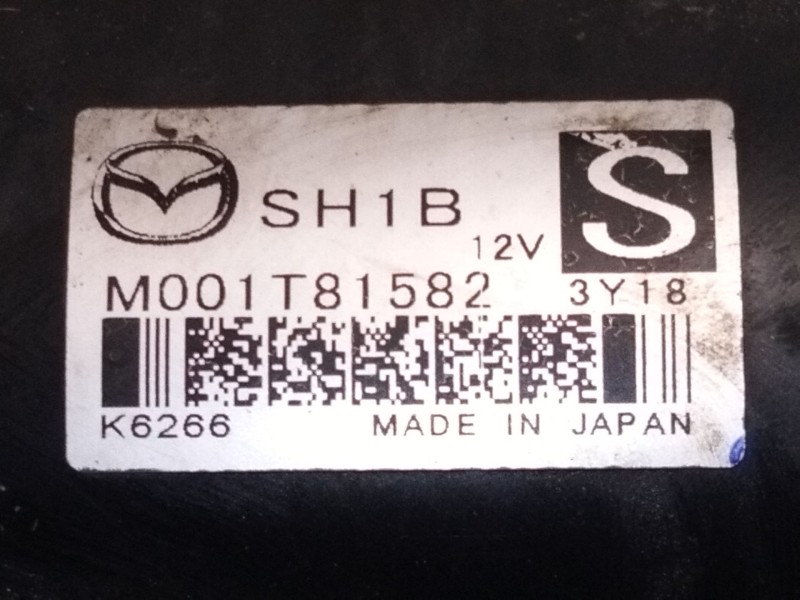 SH1B
S
12V
M001T81582 3Y18
K6266 MADE IN JAPAN